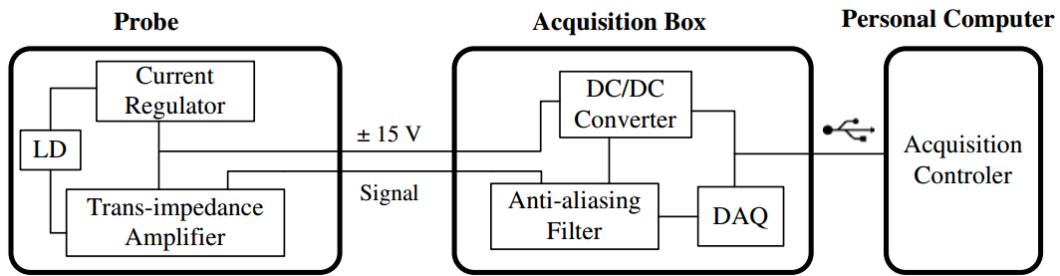 Probe
Acquisition Box
Personal Computer
Current
Regulator
LD
Trans-impedance
Amplifier
± 15 V
Signal
DC/DC
Converter
Anti-aliasing
Filter
DAQ
Acquisition
Controler